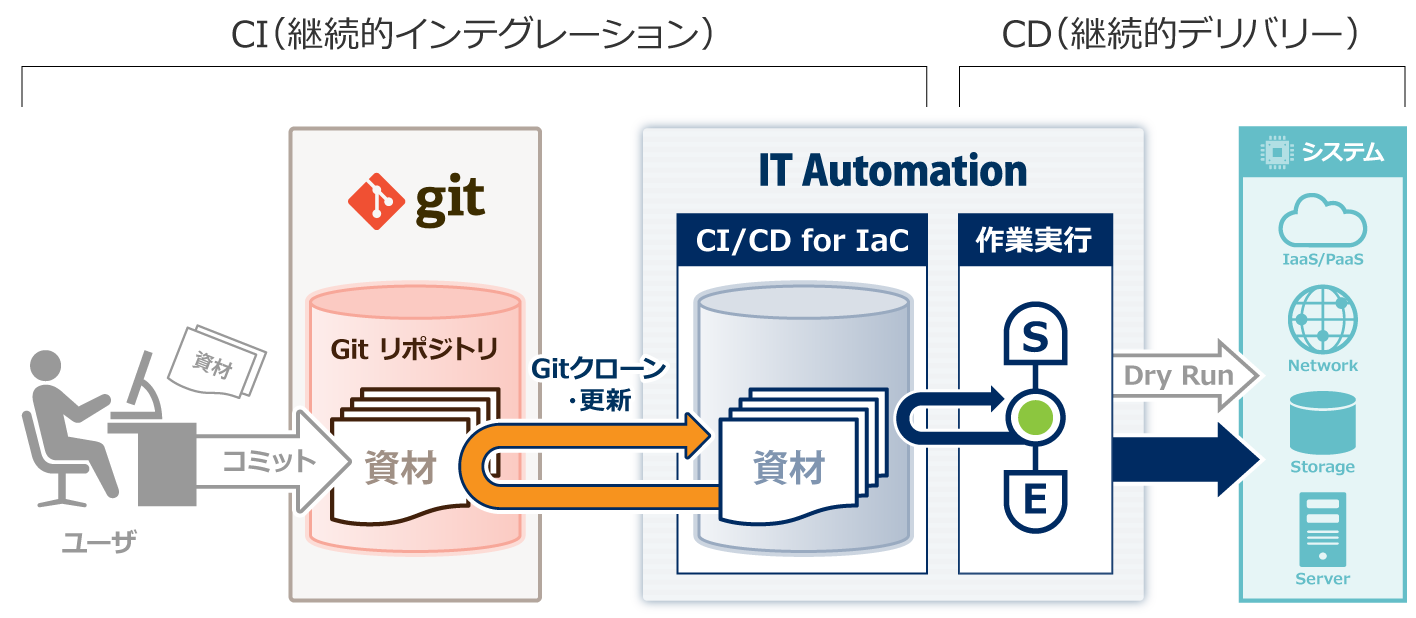 CI（継続的インテグレーション）
CD（継続的デリバリー）
git
IT Automation
システム
CI/CD for IaC
作業実行
IaaS/PaaS
Git リポジトリ
資材
Gitクローン
・更新
S
Network
Dry Run
コミット
資材
資材
Storage
E
ユーザ
Server